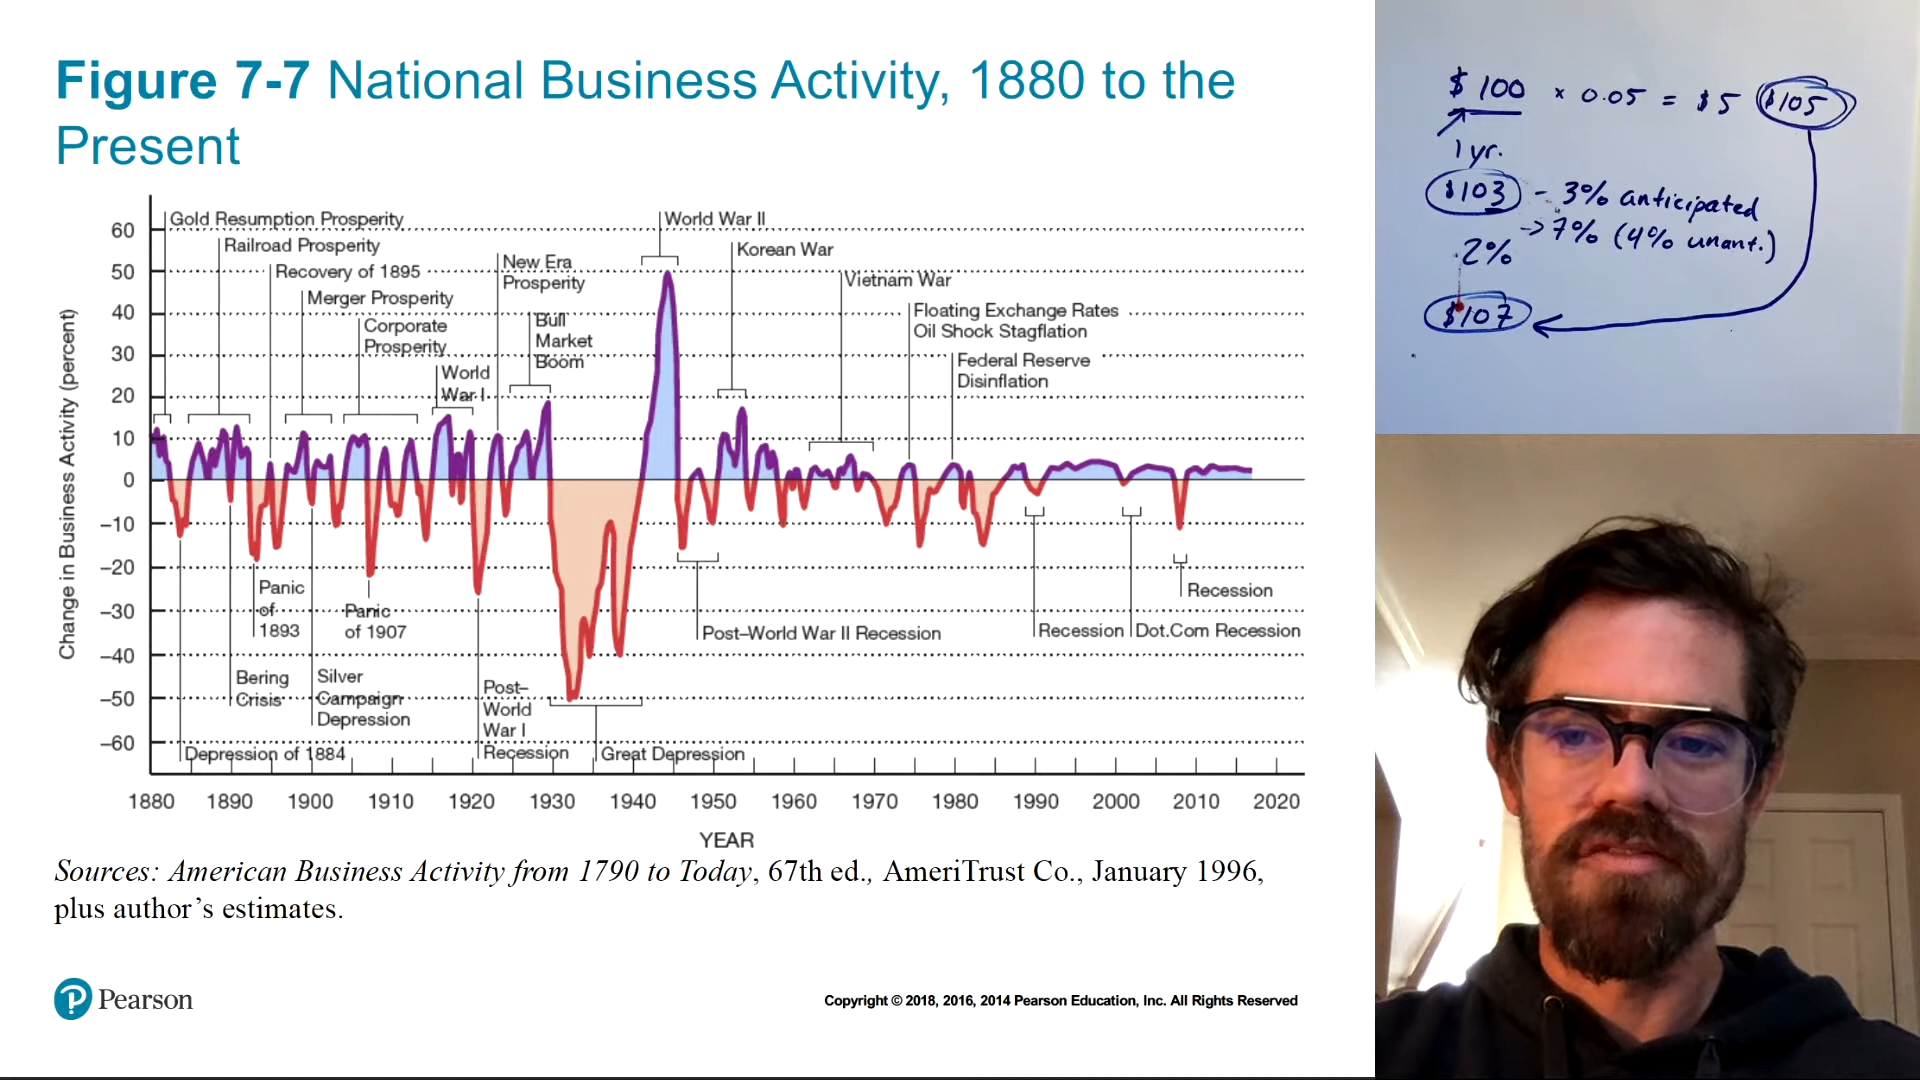 Figure 7-7 National Business Activity, 1880 to the
Present
Change in Business Activity (percent)
60
50
40
30
20
10
0
–10
–20
–30
–40
–50
–60
Gold Resumption Prosperity
Railroad Prosperity
Recovery of 1895
Merger Prosperity
Corporate
Prosperity
World
War I
New Era
Prosperity
Bull
Market
Boom
World War II
Korean War
Vietnam War
Floating Exchange Rates
Oil Shock Stagflation
Federal Reserve
Disinflation
Depression of 1884
Bering
Crisis
Panic
of
1893
Silver
Campaign
Depression
Panic
of 1907
Post–
World
War I
Recession
Great Depression
Post–World War II Recession
Recession
Dot.Com Recession
Recession
1880 1890 1900 1910 1920 1930 1940 1950 1960 1970 1980 1990 2000 2010 2020
YEAR
Sources: American Business Activity from 1790 to Today, 67th ed., AmeriTrust Co., January 1996,
plus author’s estimates.
P Pearson
Copyright © 2018, 2016, 2014 Pearson Education, Inc. All Rights Reserved
$ 100 × 0.05 = $5 $105
1 yr.
$103 - 3% anticipated
-> 7% (4% unant.)
2%
$107